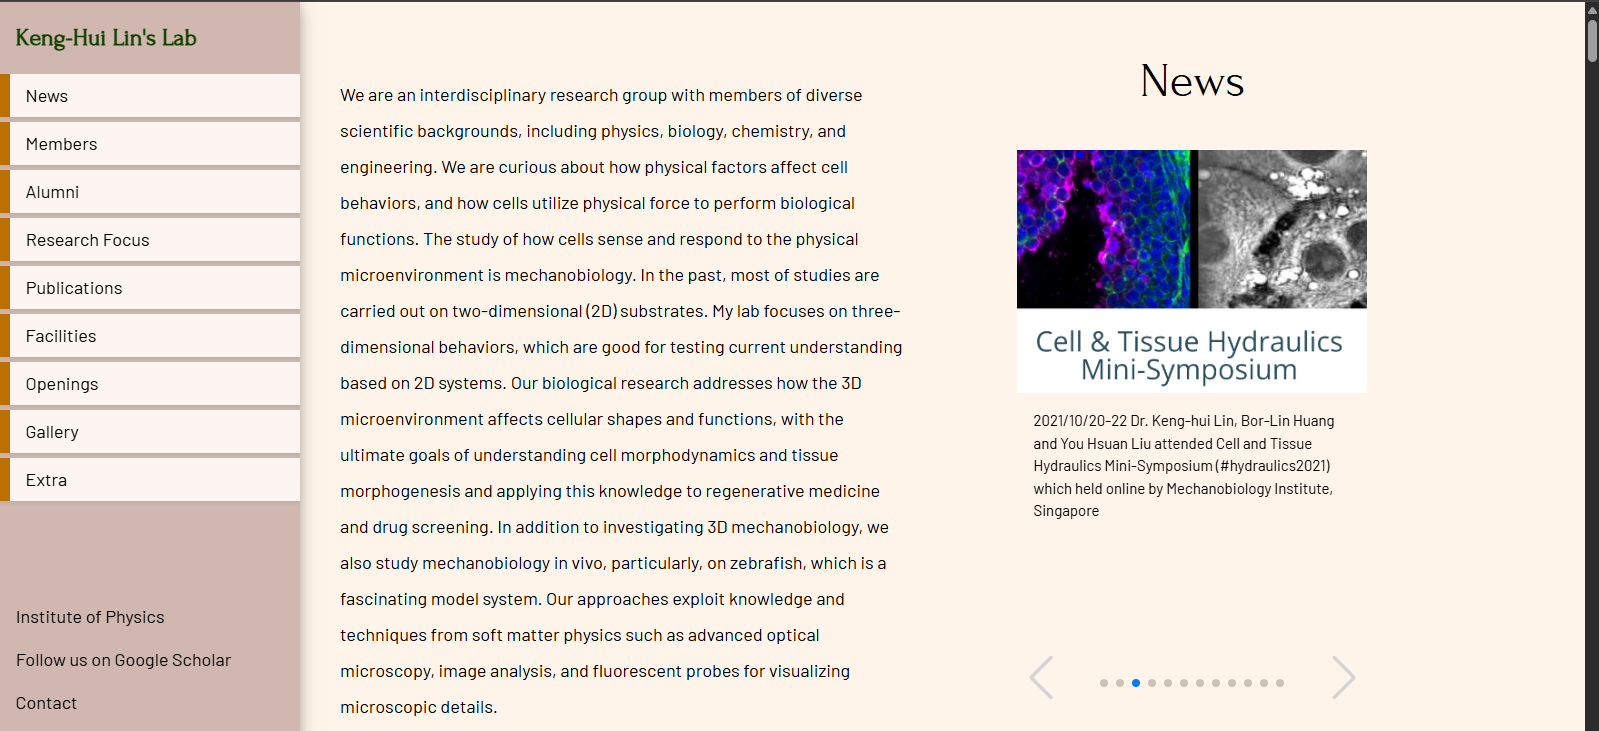 Keng-Hui Lin's Lab
News
Members
Alumni
Research Focus
Publications
Facilities
Openings
Gallery
Extra
Institute of Physics
Follow us on Google Scholar
Contact
We are an interdisciplinary research group with members of diverse
scientific backgrounds, including physics, biology, chemistry, and
engineering. We are curious about how physical factors affect cell
behaviors, and how cells utilize physical force to perform biological
functions. The study of how cells sense and respond to the physical
microenvironment is mechanobiology. In the past, most of studies are
carried out on two-dimensional (2D) substrates. My lab focuses on three-
dimensional behaviors, which are good for testing current understanding
based on 2D systems. Our biological research addresses how the 3D
microenvironment affects cellular shapes and functions, with the
ultimate goals of understanding cell morphodynamics and tissue
morphogenesis and applying this knowledge to regenerative medicine
and drug screening. In addition to investigating 3D mechanobiology, we
also study mechanobiology in vivo, particularly, on zebrafish, which is a
fascinating model system. Our approaches exploit knowledge and
techniques from soft matter physics such as advanced optical
microscopy, image analysis, and fluorescent probes for visualizing
microscopic details.
News
Cell & Tissue Hydraulics
Mini-Symposium
2021/10/20-22 Dr. Keng-hui Lin, Bor-Lin Huang
and You Hsuan Liu attended Cell and Tissue
Hydraulics Mini-Symposium (#hydraulics2021)
which held online by Mechanobiology Institute,
Singapore